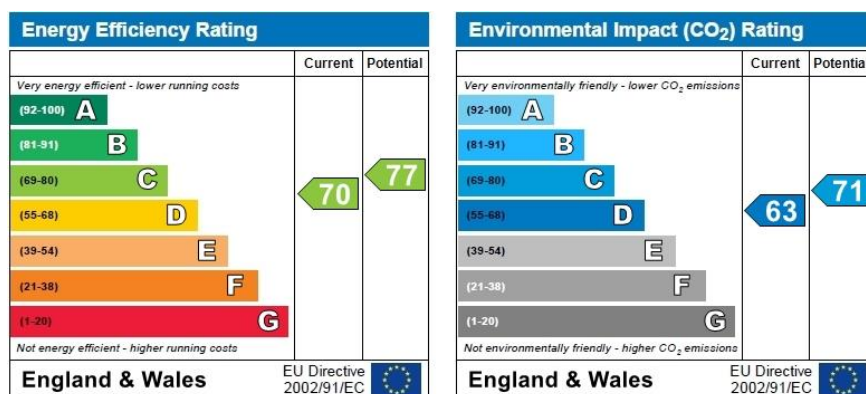 Energy Efficiency Rating
Current Potential
Very energy efficient - lower running costs
(92-100) A
(81-91) B
(69-80) C
(55-68) D
(39-54) E
(21-38) F
(1-20) G
70
77
Not energy efficient - higher running costs
England & Wales
EU Directive
2002/91/EC
Environmental Impact (CO₂) Rating
Current Potential
Very environmentally friendly - lower CO₂ emissions
(92-100) A
(81-91) B
(69-80) C
(55-68) D
(39-54) E
(21-38) F
(1-20) G
63
71
Not environmentally friendly - higher CO₂ emissions
England & Wales
EU Directive
2002/91/EC